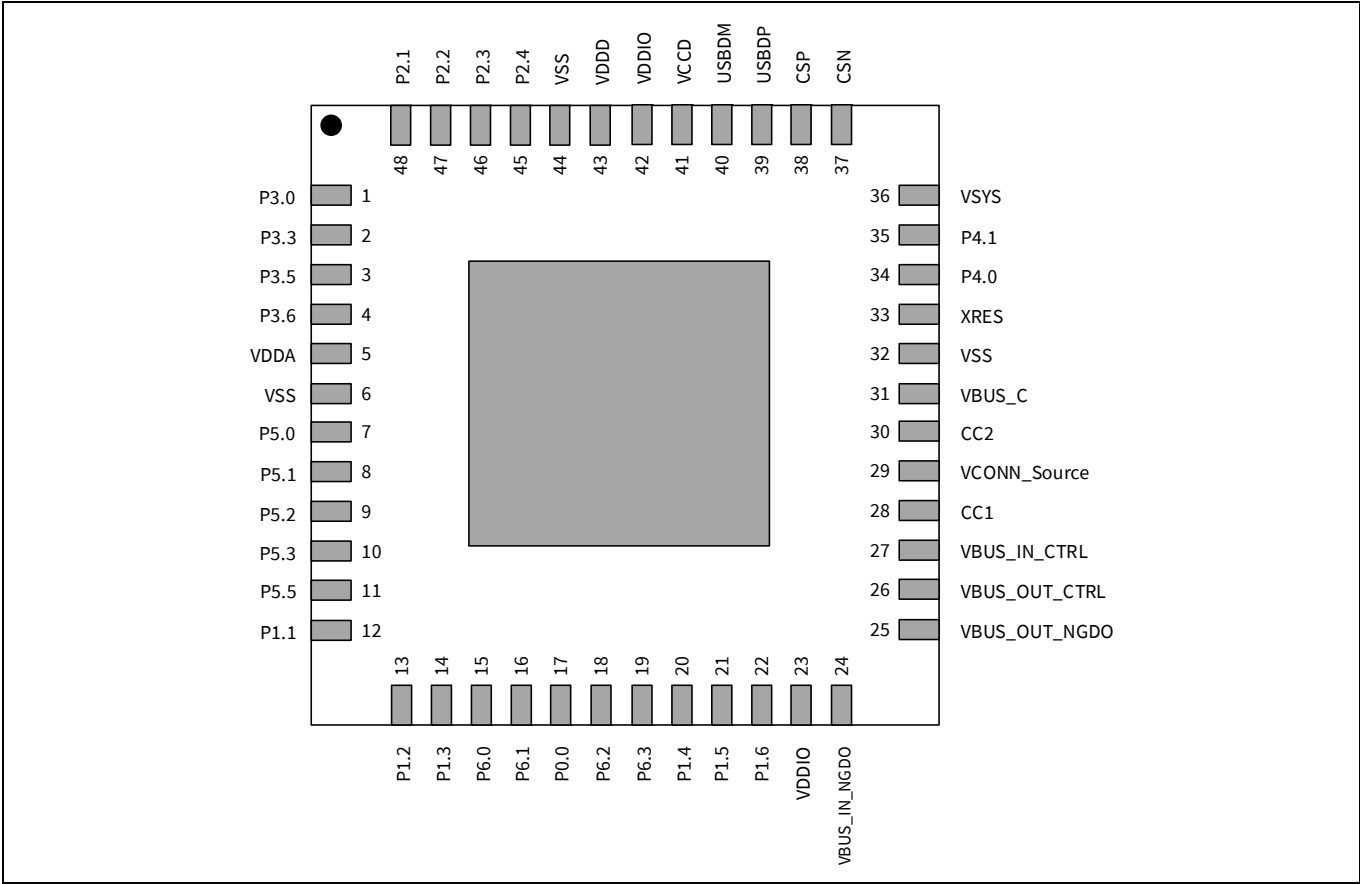 P2.1 P2.2 P2.3 P2.4 VSS VDDD VDDIO VCCD USBDM USBDP CSP CSN
48 47 46 45 44 43 42 41 40 39 38 37
P3.0 1 36 VSYS
P3.3 2 35 P4.1
P3.5 3 34 P4.0
P3.6 4 33 XRES
VDDA 5 32 VSS
VSS 6 31 VBUS_C
P5.0 7 30 CC2
P5.1 8 29 VCONN_Source
P5.2 9 28 CC1
P5.3 10 27 VBUS_IN_CTRL
P5.5 11 26 VBUS_OUT_CTRL
P1.1 12 25 VBUS_OUT_NGDO
13 14 15 16 17 18 19 20 21 22 23 24
P1.2 P1.3 P6.0 P6.1 P0.0 P6.2 P6.3 P1.4 P1.5 P1.6 VDDIO VBUS_IN_NGDO